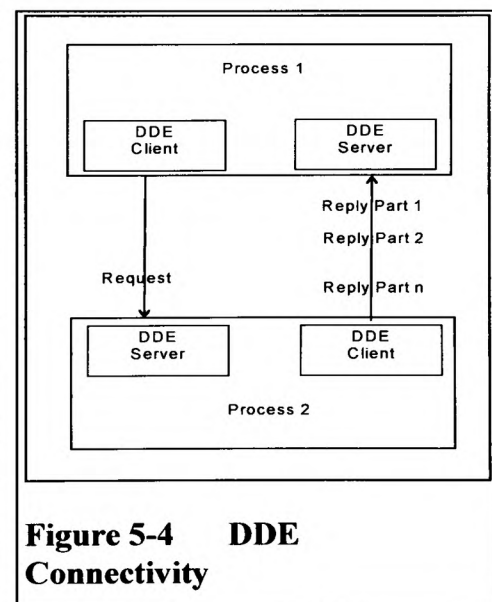 Process 1
DDE
Client
DDE
Server
Reply Part 1
Reply Part 2
Request
Reply Part n
DDE
Server
DDE
Client
Process 2
Figure 5-4 DDE
Connectivity